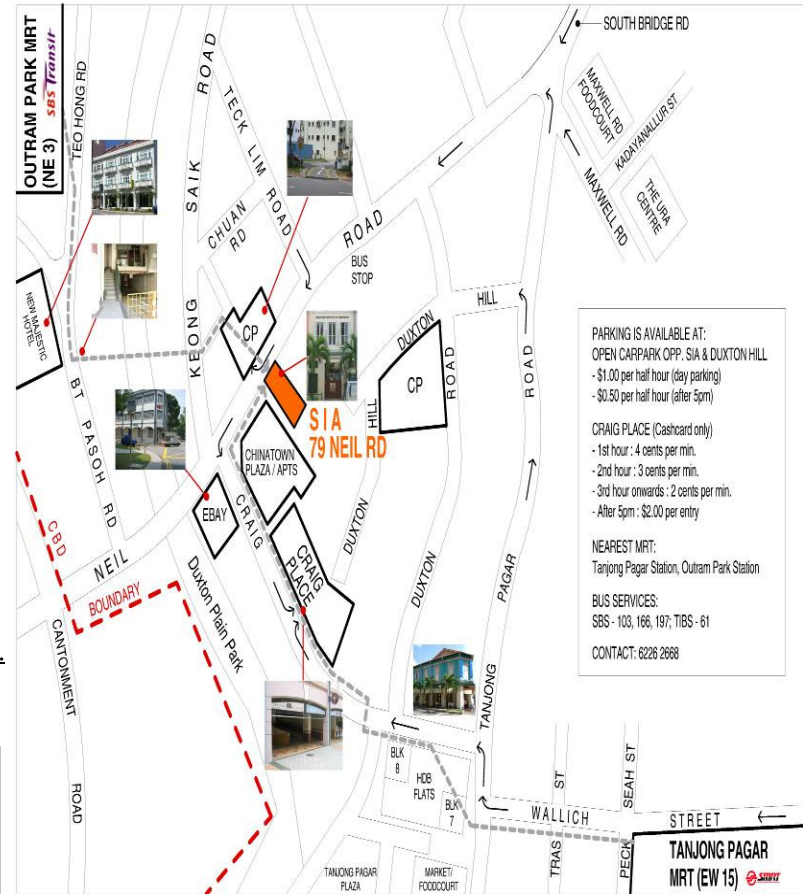 OUTRAM PARK MRT
(NE 3)
SBS Transit
TEO HONG RD
SAIK
ROAD
KEONG
TECK LIM ROAD
CHUAN
RD
SOUTH BRIDGE RD
MAXWELL RD
FOODCOURT
KADAYANALLUR ST
THE URA
CENTRE
MAXWELL RD
ROAD
BUS
STOP
NEW MAJESTIC
HOTEL
CP
DUXTON
HILL
HILL
CP
ROAD
ROAD
S I A
79 NEIL RD
BT PASOH RD
CHINATOWN
PLAZA / APTS
EBAY
CRAIG
CRAIG
PLACE
DUXTON
DUXTON
PAGAR
TANJONG
CBD
BOUNDARY
NEIL
Duxton Plain Park
CANTONMENT
ROAD
PARKING IS AVAILABLE AT:
OPEN CARPARK OPP. SIA & DUXTON HILL
- $1.00 per half hour (day parking)
- $0.50 per half hour (after 5pm)
CRAIG PLACE (Cashcard only)
- 1st hour : 4 cents per min.
- 2nd hour : 3 cents per min.
- 3rd hour onwards : 2 cents per min.
- After 5pm : $2.00 per entry
NEAREST MRT:
Tanjong Pagar Station, Outram Park Station
BUS SERVICES:
SBS - 103, 166, 197; TIBS - 61
CONTACT: 6226 2668
BLK
8
HDB
FLATS
BLK
7
TRAS ST
PECK SEAH ST
WALLICH STREET
TANJONG PAGAR
PLAZA
MARKET/
FOODCOURT
TANJONG PAGAR
MRT (EW 15) SMRT